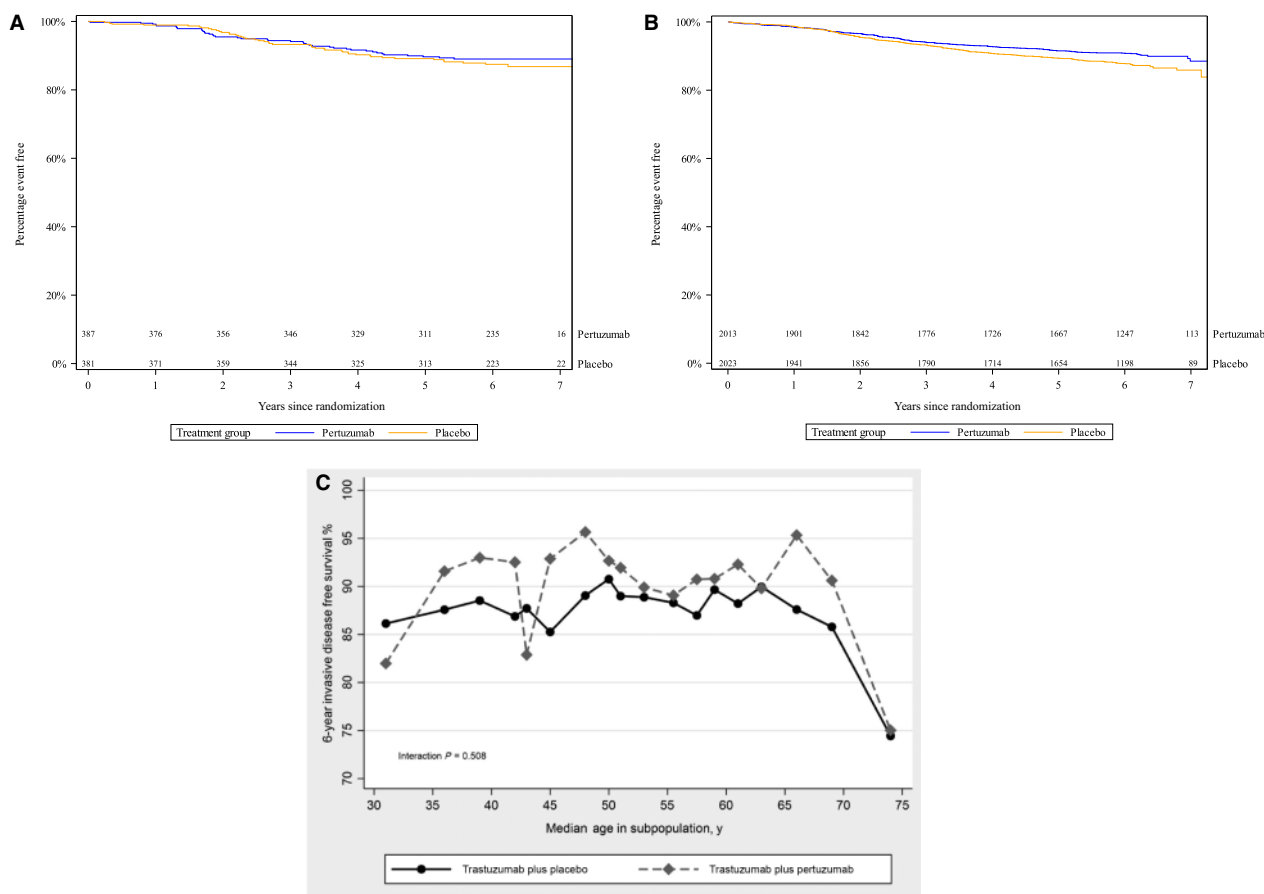 A
100%
80%
60%
40%
20%
0%
Percentage event free
387 376 356 346 329 311 235 16 Pertuzumab
381 371 359 344 325 313 223 22 Placebo
0 1 2 3 4 5 6 7
Years since randomization
Treatment group Pertuzumab Placebo
B
100%
80%
60%
40%
20%
0%
Percentage event free
2013 1901 1842 1776 1726 1667 1247 113 Pertuzumab
2023 1941 1856 1790 1714 1654 1198 89 Placebo
0 1 2 3 4 5 6 7
Years since randomization
Treatment group Pertuzumab Placebo
C
100
95
90
85
80
75
70
6-year invasive disease free survival %
Interaction P = 0.508
30 35 40 45 50 55 60 65 70 75
Median age in subpopulation, y
Trastuzumab plus placebo Trastuzumab plus pertuzumab